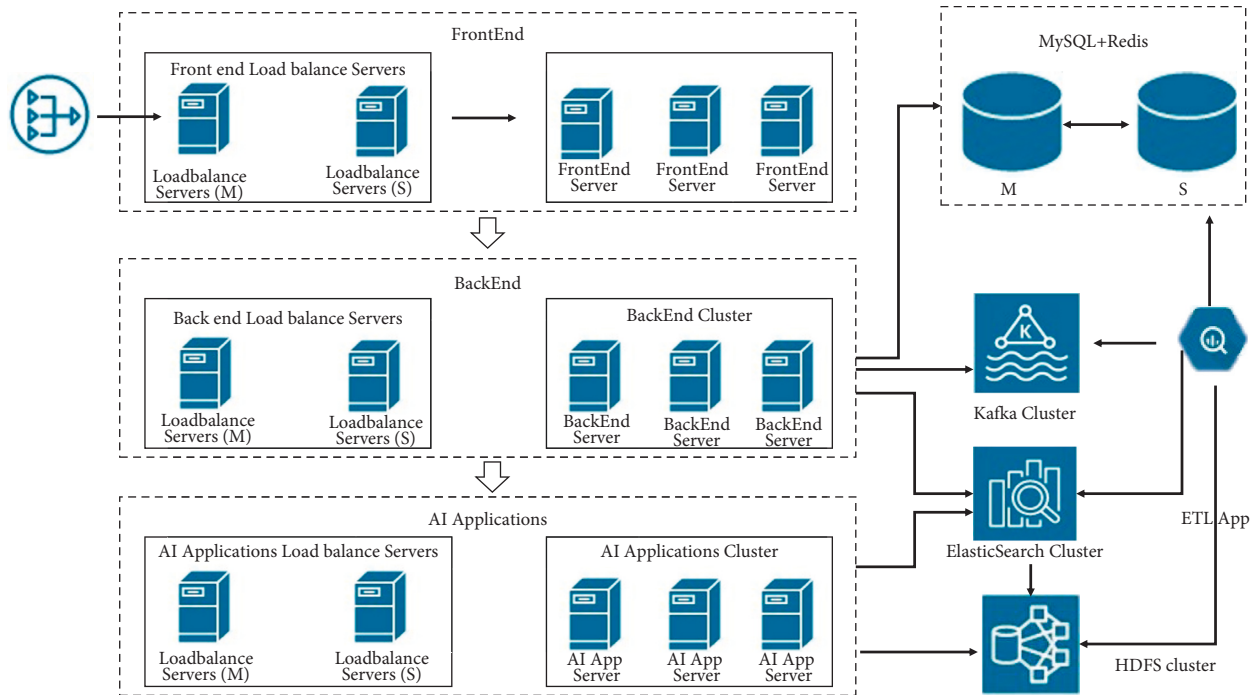 FrontEnd
Front end Load balance Servers
Loadbalance
Servers (M)
Loadbalance
Servers (S)
FrontEnd
Server
FrontEnd
Server
FrontEnd
Server
MySQL+Redis
M
S
BackEnd
Back end Load balance Servers
Loadbalance
Servers (M)
Loadbalance
Servers (S)
BackEnd Cluster
BackEnd
Server
BackEnd
Server
BackEnd
Server
K
Kafka Cluster
AI Applications
AI Applications Load balance Servers
Loadbalance
Servers (M)
Loadbalance
Servers (S)
AI Applications Cluster
AI App
Server
AI App
Server
AI App
Server
ElasticSearch Cluster
ETL App
HDFS cluster